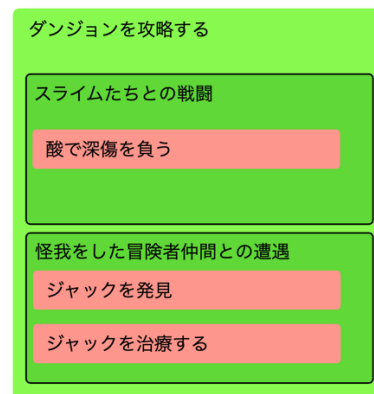 ダンジョンを攻略する
スライムたちとの戦闘
酸で深傷を負う
怪我をした冒険者仲間との遭遇
ジャックを発見
ジャックを治療する